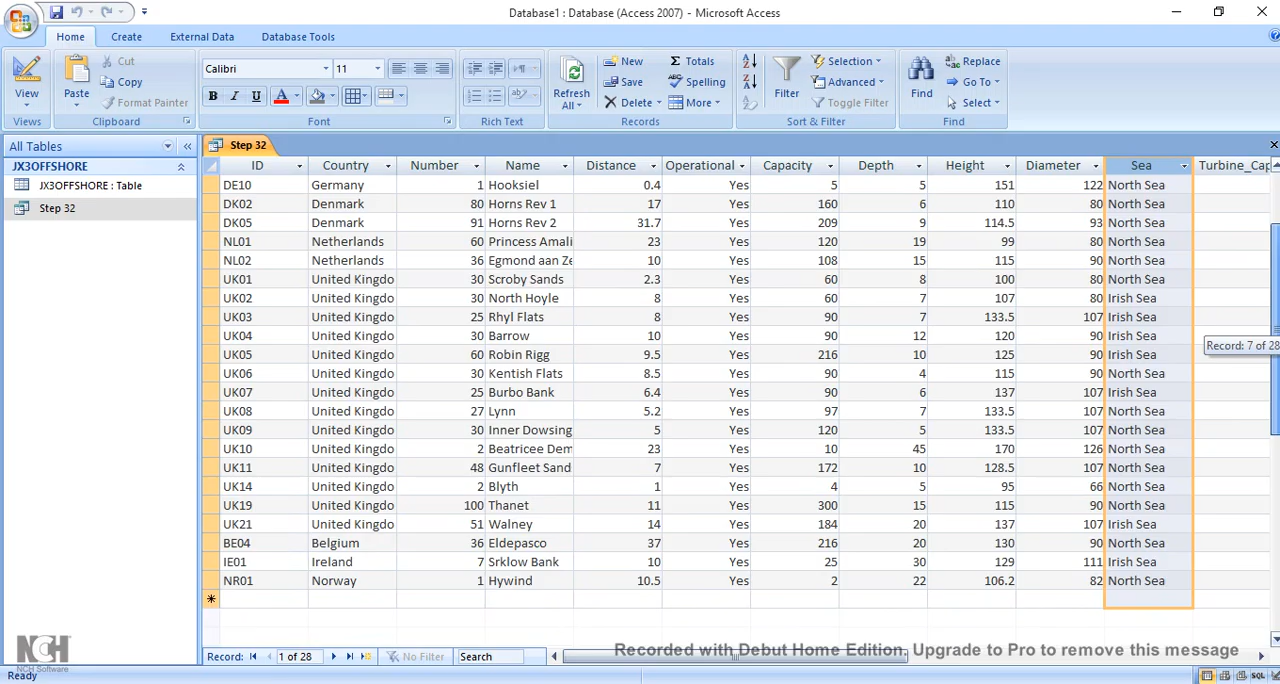 Database1 : Database (Access 2007) - Microsoft Access
Home Create External Data Database Tools
View
Views
Paste
Cut
Copy
Format Painter
Clipboard
Calibri 11
B I U A
Font
Rich Text
Refresh All
New
Save
Delete
Totals
Spelling
More
Records
Filter
Selection
Advanced
Toggle Filter
Sort & Filter
Find
Replace
Go To
Select
Find
All Tables
JX3OFFSHORE
JX3OFFSHORE : Table
Step 32
Step 32
ID Country Number Name Distance Operational Capacity Depth Height Diameter Sea Turbine_Cap
DE10 Germany 1 Hooksiel 0.4 Yes 5 5 151 122 North Sea
DK02 Denmark 80 Horns Rev 1 17 Yes 160 6 110 80 North Sea
DK05 Denmark 91 Horns Rev 2 31.7 Yes 209 9 114.5 93 North Sea
NL01 Netherlands 60 Princess Amali 23 Yes 120 19 99 80 North Sea
NL02 Netherlands 36 Egmond aan Ze 10 Yes 108 15 115 90 North Sea
UK01 United Kingdo 30 Scroby Sands 2.3 Yes 60 8 100 80 North Sea
UK02 United Kingdo 30 North Hoyle 8 Yes 60 7 107 80 Irish Sea
UK03 United Kingdo 25 Rhyl Flats 8 Yes 90 7 133.5 107 Irish Sea
UK04 United Kingdo 30 Barrow 10 Yes 90 12 120 90 Irish Sea
UK05 United Kingdo 60 Robin Rigg 9.5 Yes 216 10 125 90 Irish Sea
UK06 United Kingdo 30 Kentish Flats 8.5 Yes 90 4 115 90 North Sea
UK07 United Kingdo 25 Burbo Bank 6.4 Yes 90 6 137 107 Irish Sea
UK08 United Kingdo 27 Lynn 5.2 Yes 97 7 133.5 107 North Sea
UK09 United Kingdo 30 Inner Dowsing 5 Yes 120 5 133.5 107 North Sea
UK10 United Kingdo 2 Beatricee Dem 23 Yes 10 45 170 126 North Sea
UK11 United Kingdo 48 Gunfleet Sand 7 Yes 172 10 128.5 107 North Sea
UK14 United Kingdo 2 Blyth 1 Yes 4 5 95 66 North Sea
UK19 United Kingdo 100 Thanet 11 Yes 300 15 115 90 North Sea
UK21 United Kingdo 51 Walney 14 Yes 184 20 137 107 Irish Sea
BE04 Belgium 36 Eldepasco 37 Yes 216 20 130 90 North Sea
IE01 Ireland 7 Srklow Bank 10 Yes 25 30 129 111 Irish Sea
NR01 Norway 1 Hywind 10.5 Yes 2 22 106.2 82 North Sea
Record: 7 of 28
Record: 1 of 28 No Filter Search
NCH
NCH Software
Recorded with Debut Home Edition. Upgrade to Pro to remove this message
Ready SQL